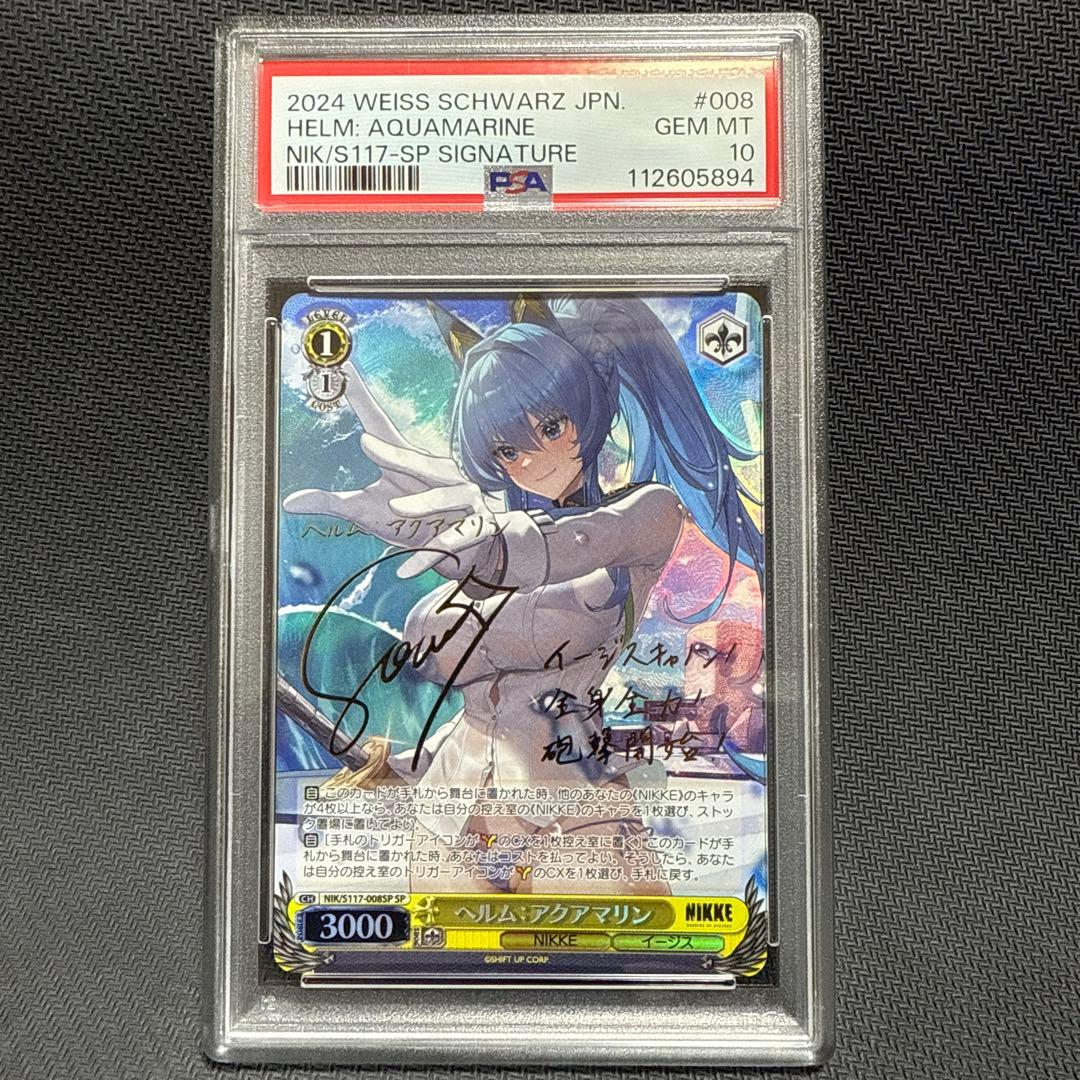 2024 WEISS SCHWARZ JPN. #008
HELM: AQUAMARINE GEM MT
NIK/S117-SP SIGNATURE 10
PSA 112605894
LEVEL
1
1
COST
ヘルム:アクアマリン
イージスキャノン!
全身全力!
砲撃開始!
自 このカードが手札から舞台に置かれた時、他のあなたの《NIKKE》のキャラ
が4枚以上なら、あなたは自分の控え室の《NIKKE》のキャラを1枚選び、ストッ
ク置場に置いてよい。
自 [手札のトリガーアイコンが のCXを1枚控え室に置く] このカードが手
札から舞台に置かれた時、あなたはコストを払ってよい。そうしたら、あなた
は自分の控え室のトリガーアイコンが のCXを1枚選び、手札に戻す。
CH NIK/S117-008SP SP
3000 ヘルム:アクアマリン NIKKE
NIKKE イージス
©SHIFT UP CORP.